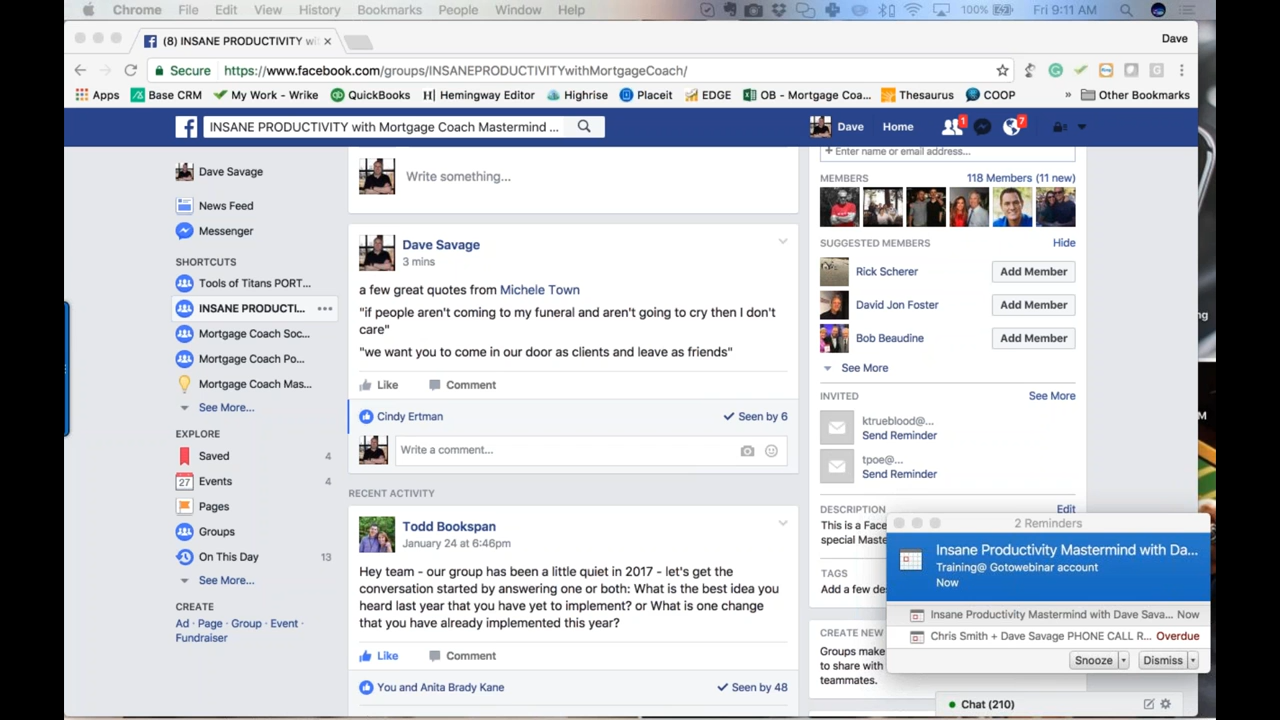 Chrome File Edit View History Bookmarks People Window Help 100% Fri 9:11 AM
(8) INSANE PRODUCTIVITY wit × Dave
Secure https://www.facebook.com/groups/INSANEPRODUCTIVITYwithMortgageCoach/
Apps Base CRM My Work - Wrike QuickBooks Hemingway Editor Highrise Placeit EDGE OB - Mortgage Coa... Thesaurus COOP » Other Bookmarks
INSANE PRODUCTIVITY with Mortgage Coach Mastermind ... Dave Home 1 7
Dave Savage
News Feed
Messenger
SHORTCUTS
Tools of Titans PORT...
INSANE PRODUCTI...
Mortgage Coach Soc...
Mortgage Coach Po...
Mortgage Coach Mas...
See More...
EXPLORE
Saved 4
27 Events 4
Pages
Groups
On This Day 13
See More...
CREATE
Ad · Page · Group · Event ·
Fundraiser
Write something...
Dave Savage
3 mins
a few great quotes from Michele Town
"if people aren't coming to my funeral and aren't going to cry then I don't
care"
"we want you to come in our door as clients and leave as friends"
Like Comment
Cindy Ertman Seen by 6
Write a comment...
RECENT ACTIVITY
Todd Bookspan
January 24 at 6:46pm
Hey team - our group has been a little quiet in 2017 - let's get the
conversation started by answering one or both: What is the best idea you
heard last year that you have yet to implement? or What is one change
that you have already implemented this year?
Like Comment
You and Anita Brady Kane Seen by 48
+ Enter name or email address...
MEMBERS 118 Members (11 new)
SUGGESTED MEMBERS Hide
Rick Scherer Add Member
David Jon Foster Add Member
Bob Beaudine Add Member
See More
INVITED See More
ktrueblood@...
Send Reminder
tpoe@...
Send Reminder
DESCRIPTION Edit
This is a Face
special Maste
TAGS
Add a few des
CREATE NEW
Groups make
to share with
teammates.
2 Reminders
Insane Productivity Mastermind with Da...
Training@ Gotowebinar account
Now
Insane Productivity Mastermind with Dave Sava... Now
Chris Smith + Dave Savage PHONE CALL R... Overdue
Snooze Dismiss
Chat (210)